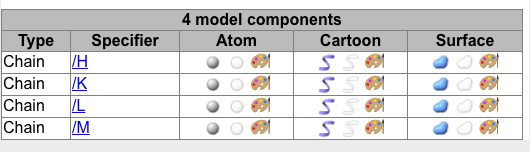 4 model components
Type Specifier Atom Cartoon Surface
Chain /H
Chain /K
Chain /L
Chain /M